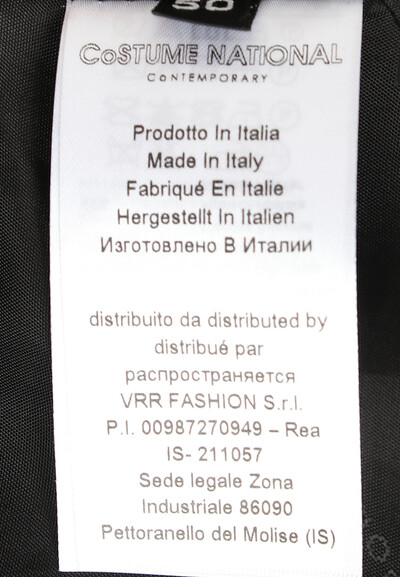 50
CoSTUME NATIONAL
CoNTEMPORARY
Prodotto In Italia
Made In Italy
Fabriqué En Italie
Hergestellt In Italien
Изготовлено В Италии
distribuito da distributed by
distribué par
распространяется
VRR FASHION S.r.l.
P.I. 00987270949 – Rea
IS- 211057
Sede legale Zona
Industriale 86090
Pettoranello del Molise (IS)